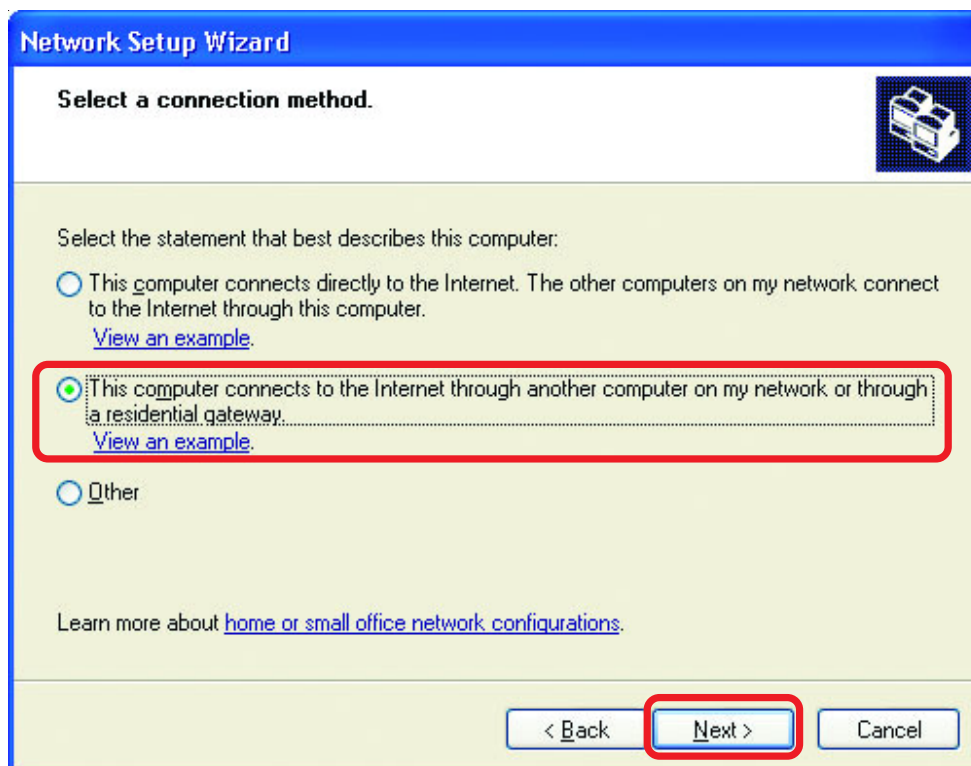 Network Setup Wizard
Select a connection method.
Select the statement that best describes this computer:
This computer connects directly to the Internet. The other computers on my network connect
to the Internet through this computer.
View an example.
This computer connects to the Internet through another computer on my network or through
a residential gateway.
View an example.
Other
Learn more about home or small office network configurations.
< Back Next > Cancel